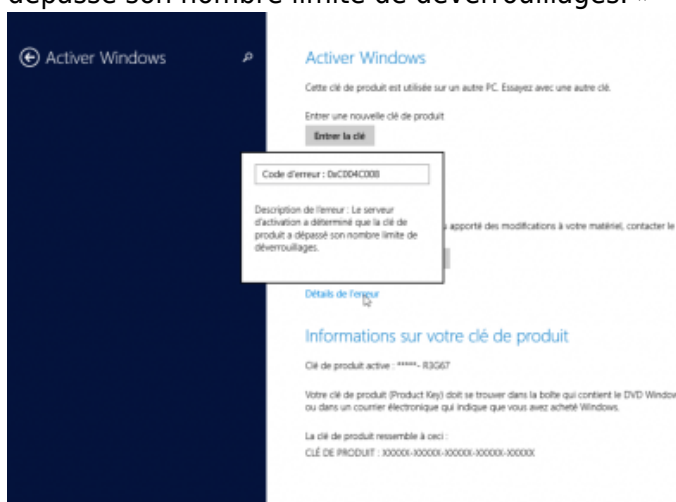 dépassé son nombre limite de déverrouillages. »
Activer Windows
Activer Windows
Cette clé de produit est utilisée sur un autre PC. Essayez avec une autre clé.
Entrer une nouvelle clé de produit
Entrer la clé
Code d'erreur : 0xC004C008
Description de l'erreur : Le serveur
d'activation a déterminé que la clé de
produit a dépassé son nombre limite de
déverrouillages.
apporté des modifications à votre matériel, contacter le
Détails de l'erreur
Informations sur votre clé de produit
Clé de produit active : *****- R3G67
Votre clé de produit (Product Key) doit se trouver dans la boîte qui contient le DVD Window
ou dans un courrier électronique qui indique que vous avez acheté Windows.
La clé de produit ressemble à ceci :
CLÉ DE PRODUIT : XXXXX-XXXXX-XXXXX-XXXXX-XXXXX